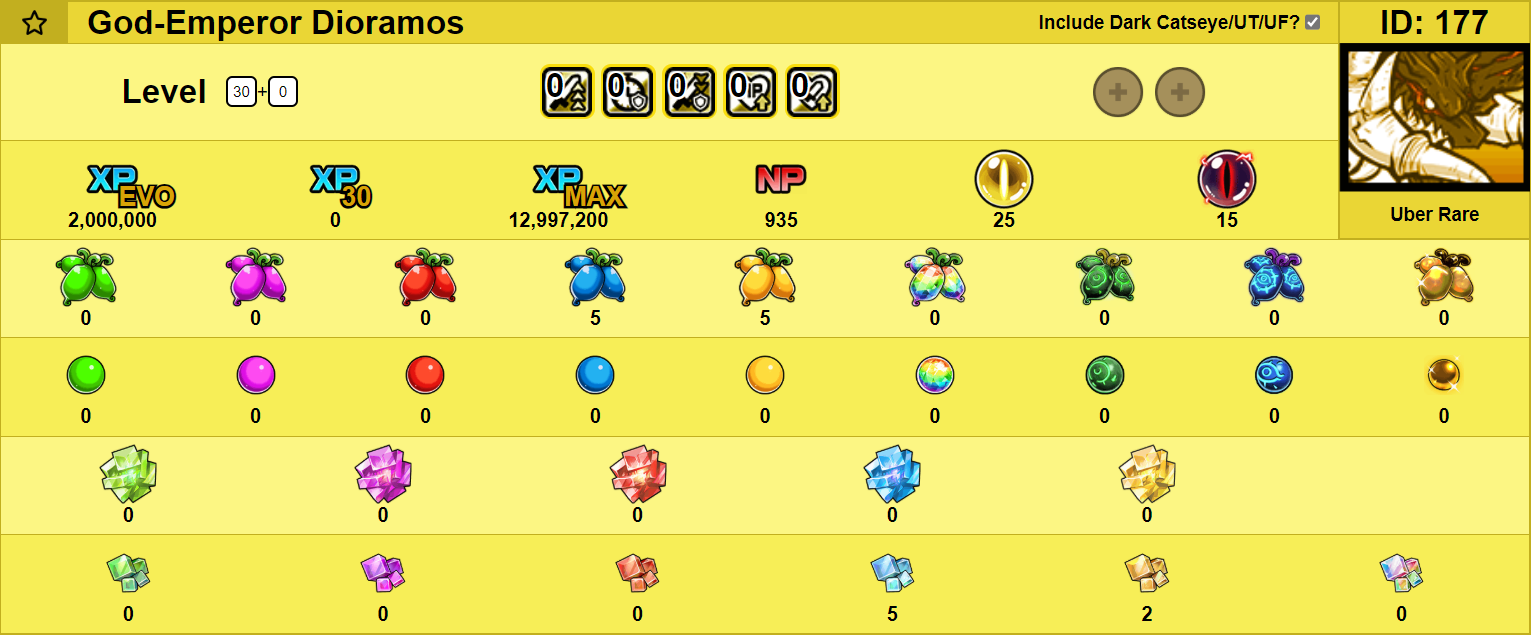 God-Emperor Dioramos
Include Dark Catseye/UT/UF?
ID: 177
Level 30 + 0
0 0 0 0 0
IP
XP EVO XP 30 XP MAX NP
2,000,000 0 12,997,200 935 25 15
Uber Rare
0 0 0 5 5 0 0 0 0
0 0 0 0 0 0 0 0 0
0 0 0 0 0
0 0 0 5 2 0